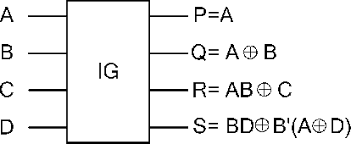 A P=A
B Q= A ⊕ B
IG
C R= AB ⊕ C
D S= BD⊕B'(A⊕D)